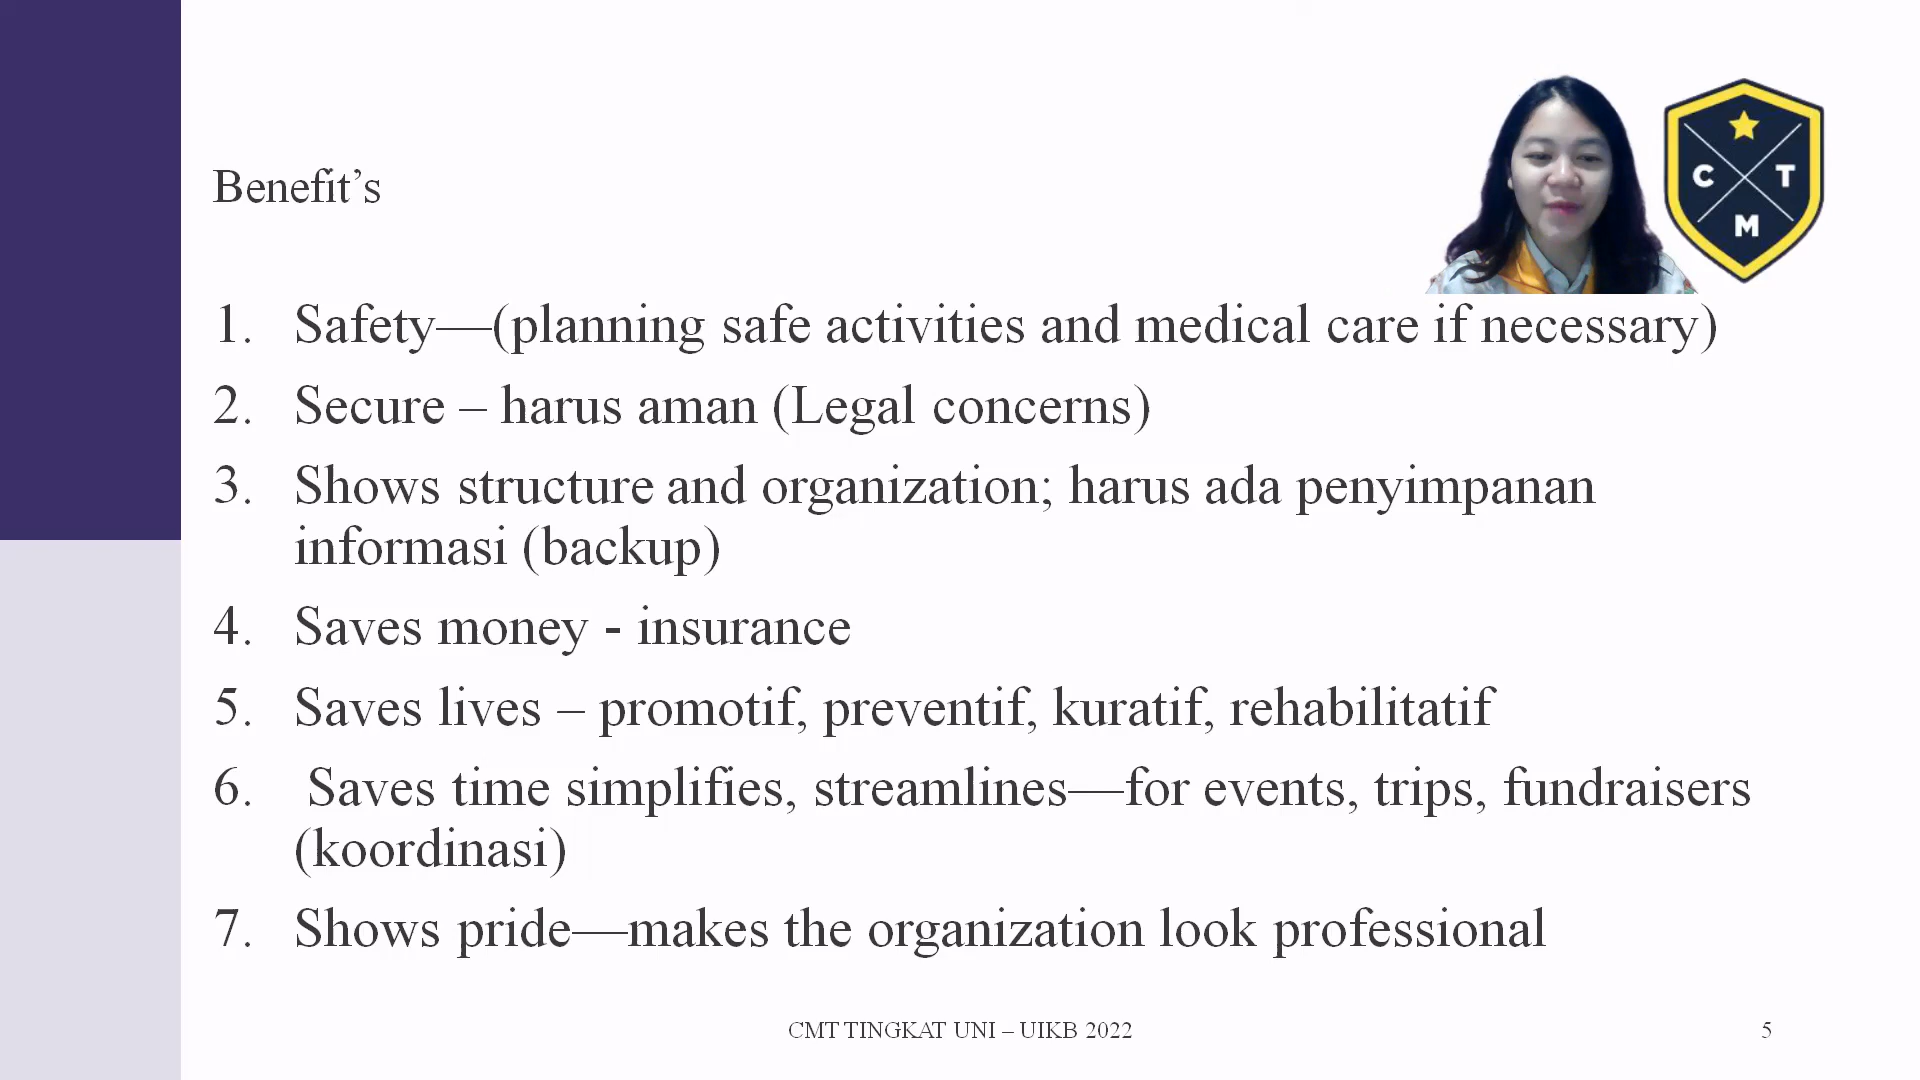 C T
M
Benefit’s
1. Safety—(planning safe activities and medical care if necessary)
2. Secure – harus aman (Legal concerns)
3. Shows structure and organization; harus ada penyimpanan
informasi (backup)
4. Saves money - insurance
5. Saves lives – promotif, preventif, kuratif, rehabilitatif
6. Saves time simplifies, streamlines—for events, trips, fundraisers
(koordinasi)
7. Shows pride—makes the organization look professional
CMT TINGKAT UNI – UIKB 2022
5